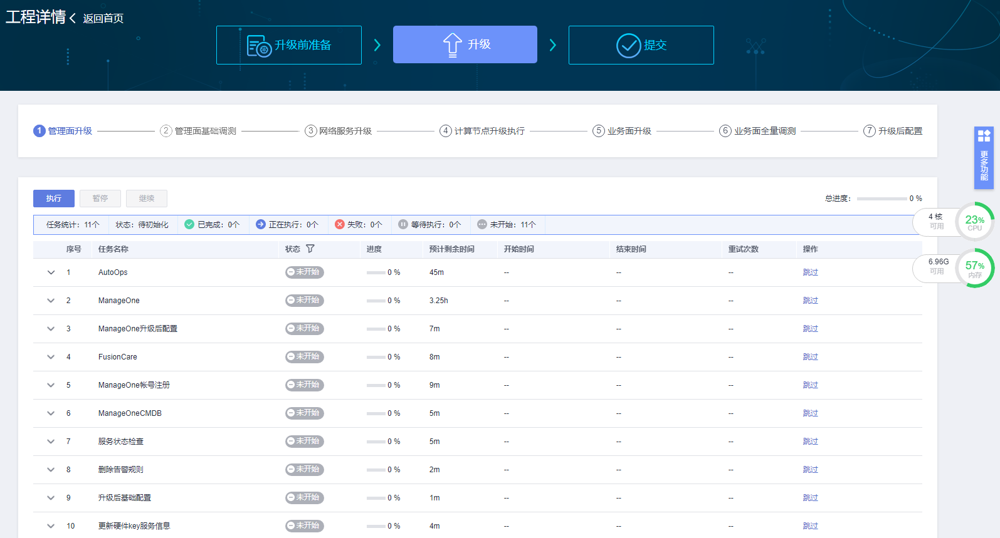 工程详情 返回首页
升级前准备 升级 提交
1 管理面升级 2 管理面基础调测 3 网络服务升级 4 计算节点升级执行 5 业务面升级 6 业务面全量调测 7 升级后配置
更多功能
执行 暂停 继续 总进度: 0 %
任务统计: 11个 状态: 待初始化 已完成: 0个 正在执行: 0个 失败: 0个 等待执行: 0个 未开始: 11个
4 核 可用 23% CPU
序号 任务名称 状态 进度 预计剩余时间 开始时间 结束时间 重试次数 操作
6.96G 可用 57% 内存
1 AutoOps 未开始 0 % 45m -- -- -- 跳过
2 ManageOne 未开始 0 % 3.25h -- -- -- 跳过
3 ManageOne升级后配置 未开始 0 % 7m -- -- -- 跳过
4 FusionCare 未开始 0 % 8m -- -- -- 跳过
5 ManageOne帐号注册 未开始 0 % 9m -- -- -- 跳过
6 ManageOneCMDB 未开始 0 % 5m -- -- -- 跳过
7 服务状态检查 未开始 0 % 5m -- -- -- 跳过
8 删除告警规则 未开始 0 % 2m -- -- -- 跳过
9 升级后基础配置 未开始 0 % 1m -- -- -- 跳过
10 更新硬件key服务信息 未开始 0 % 4m -- -- -- 跳过